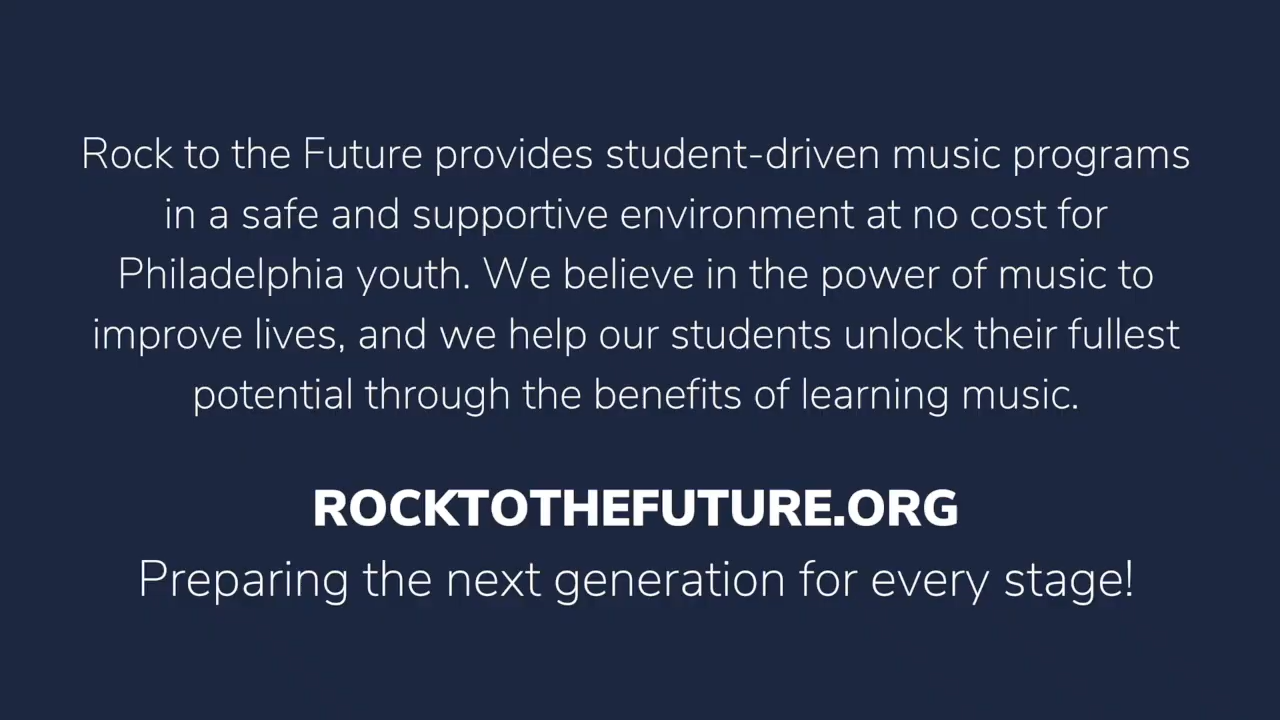 Rock to the Future provides student-driven music programs
in a safe and supportive environment at no cost for
Philadelphia youth. We believe in the power of music to
improve lives, and we help our students unlock their fullest
potential through the benefits of learning music.
ROCKTOTHEFUTURE.ORG
Preparing the next generation for every stage!